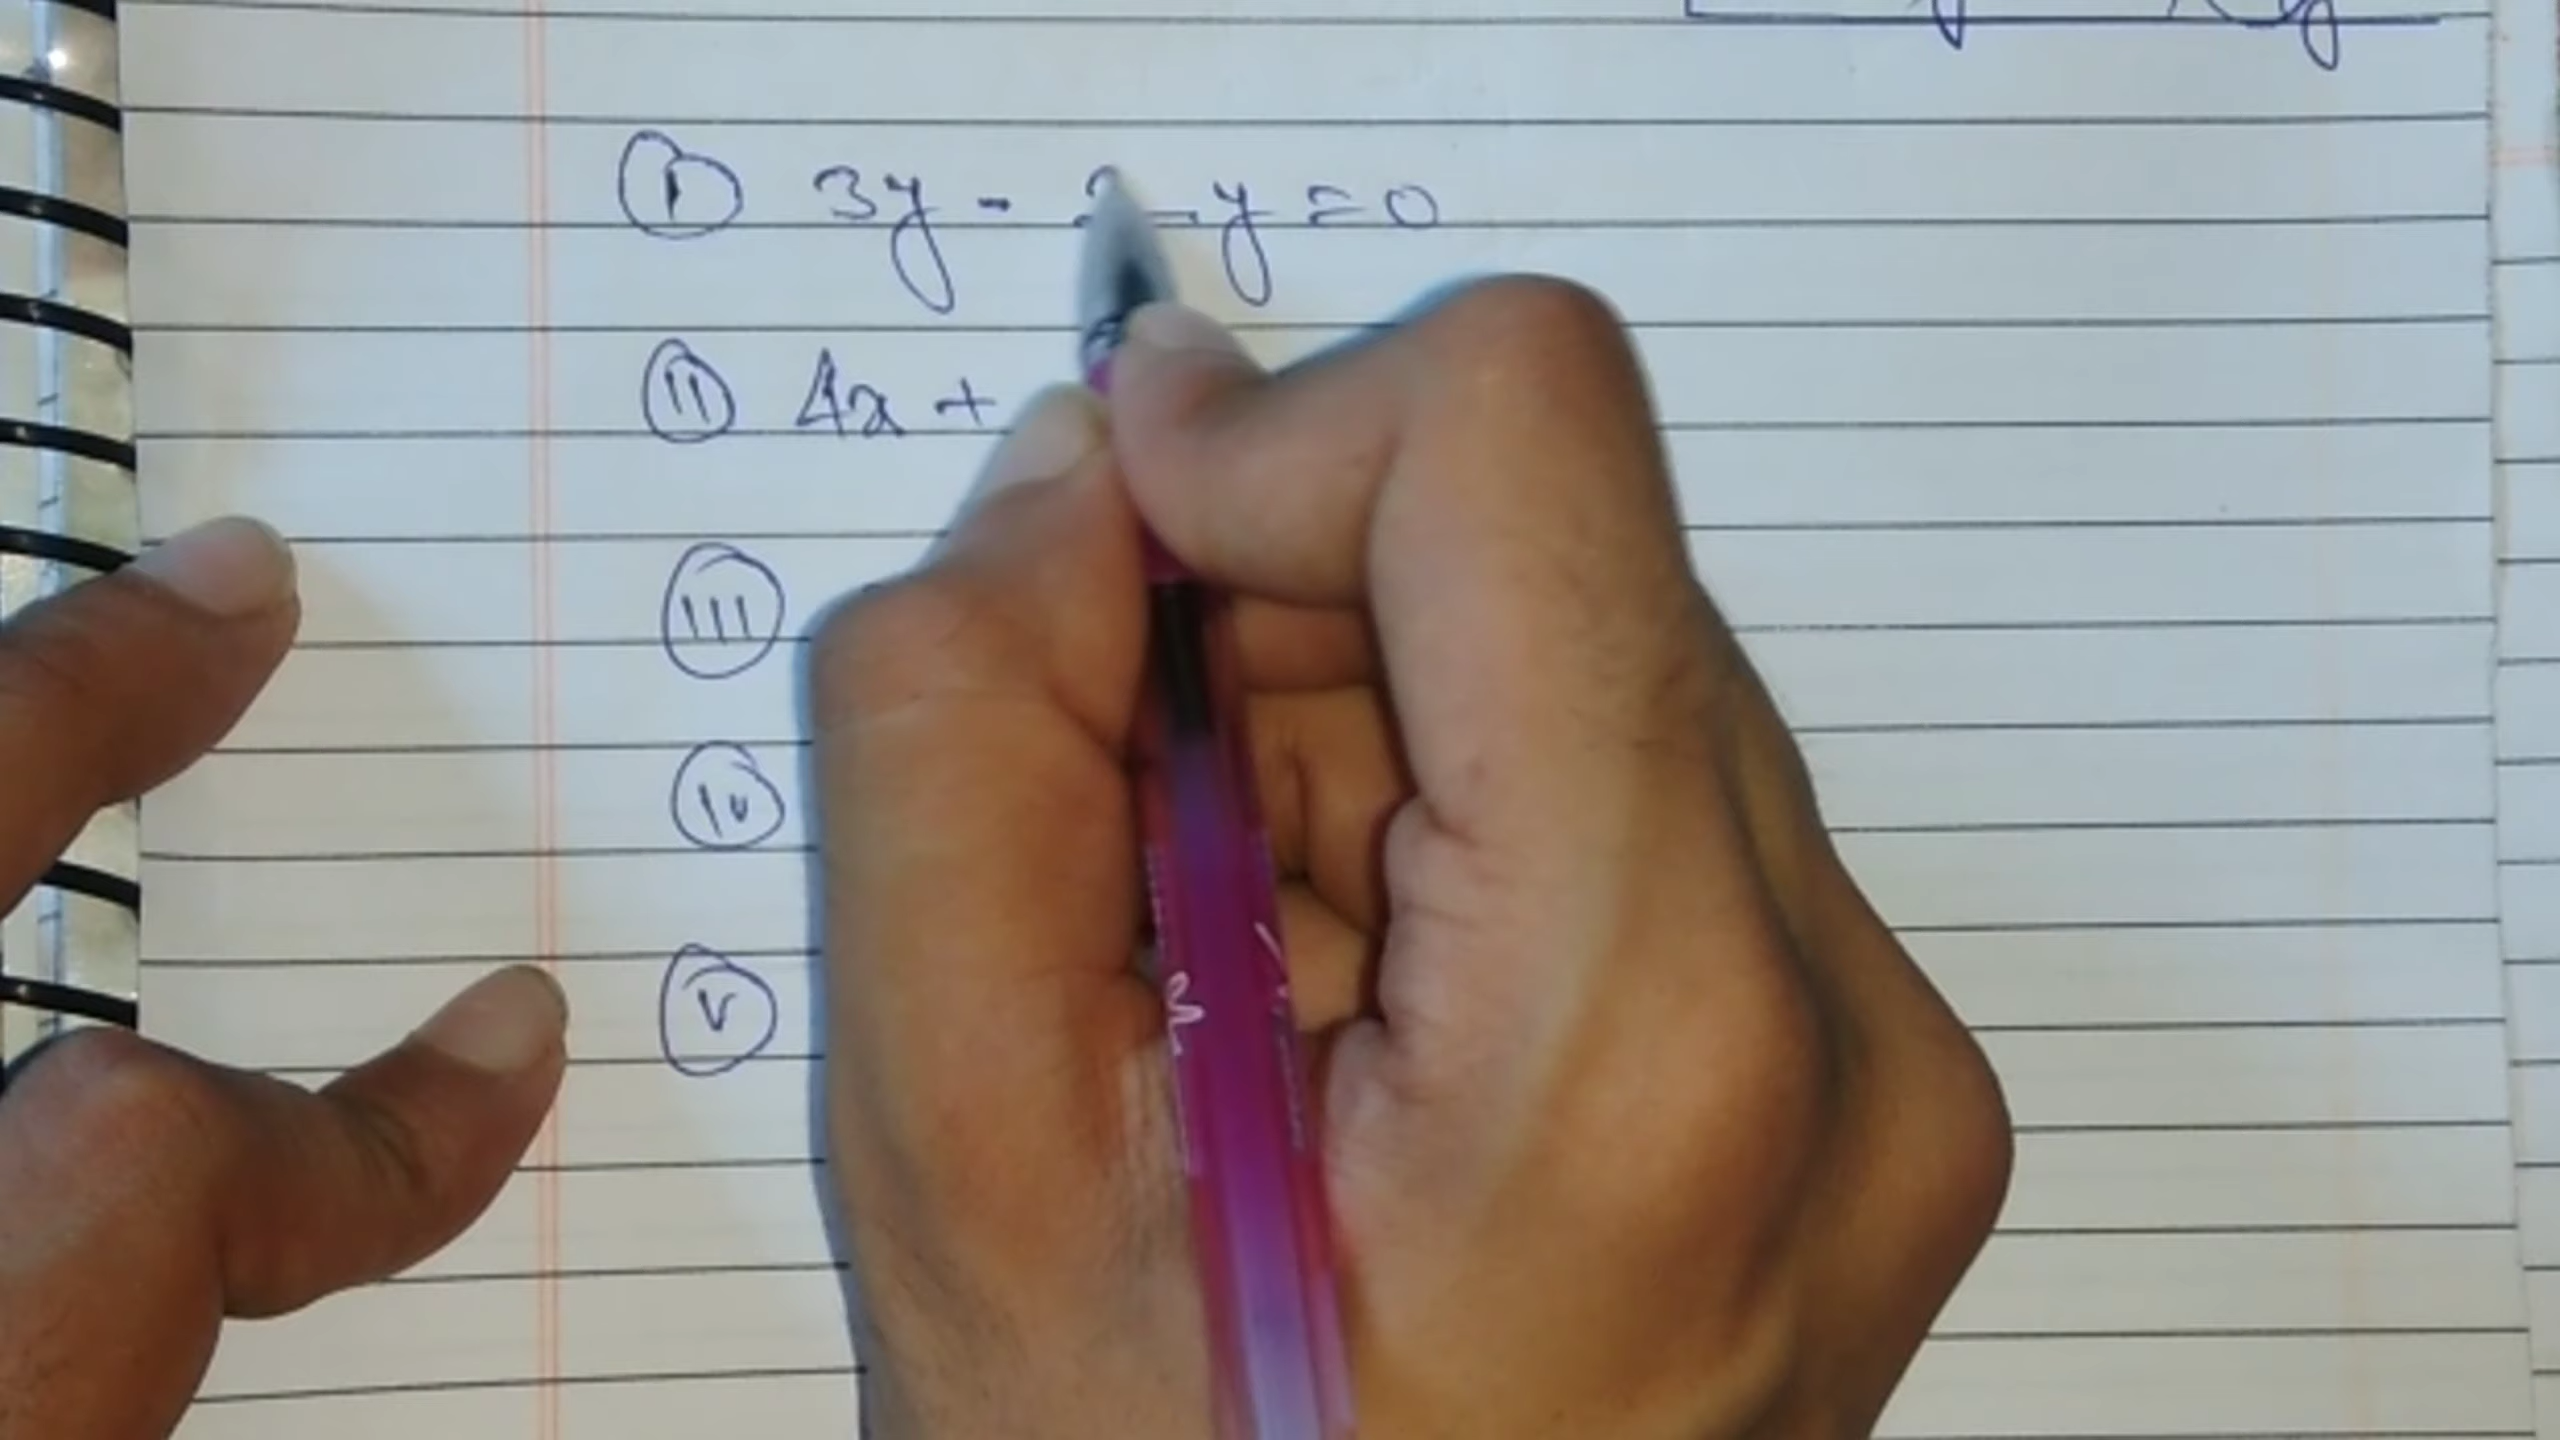 (i) 3y - y = 0
(ii) 4x +
(iii)
(iv)
(v)